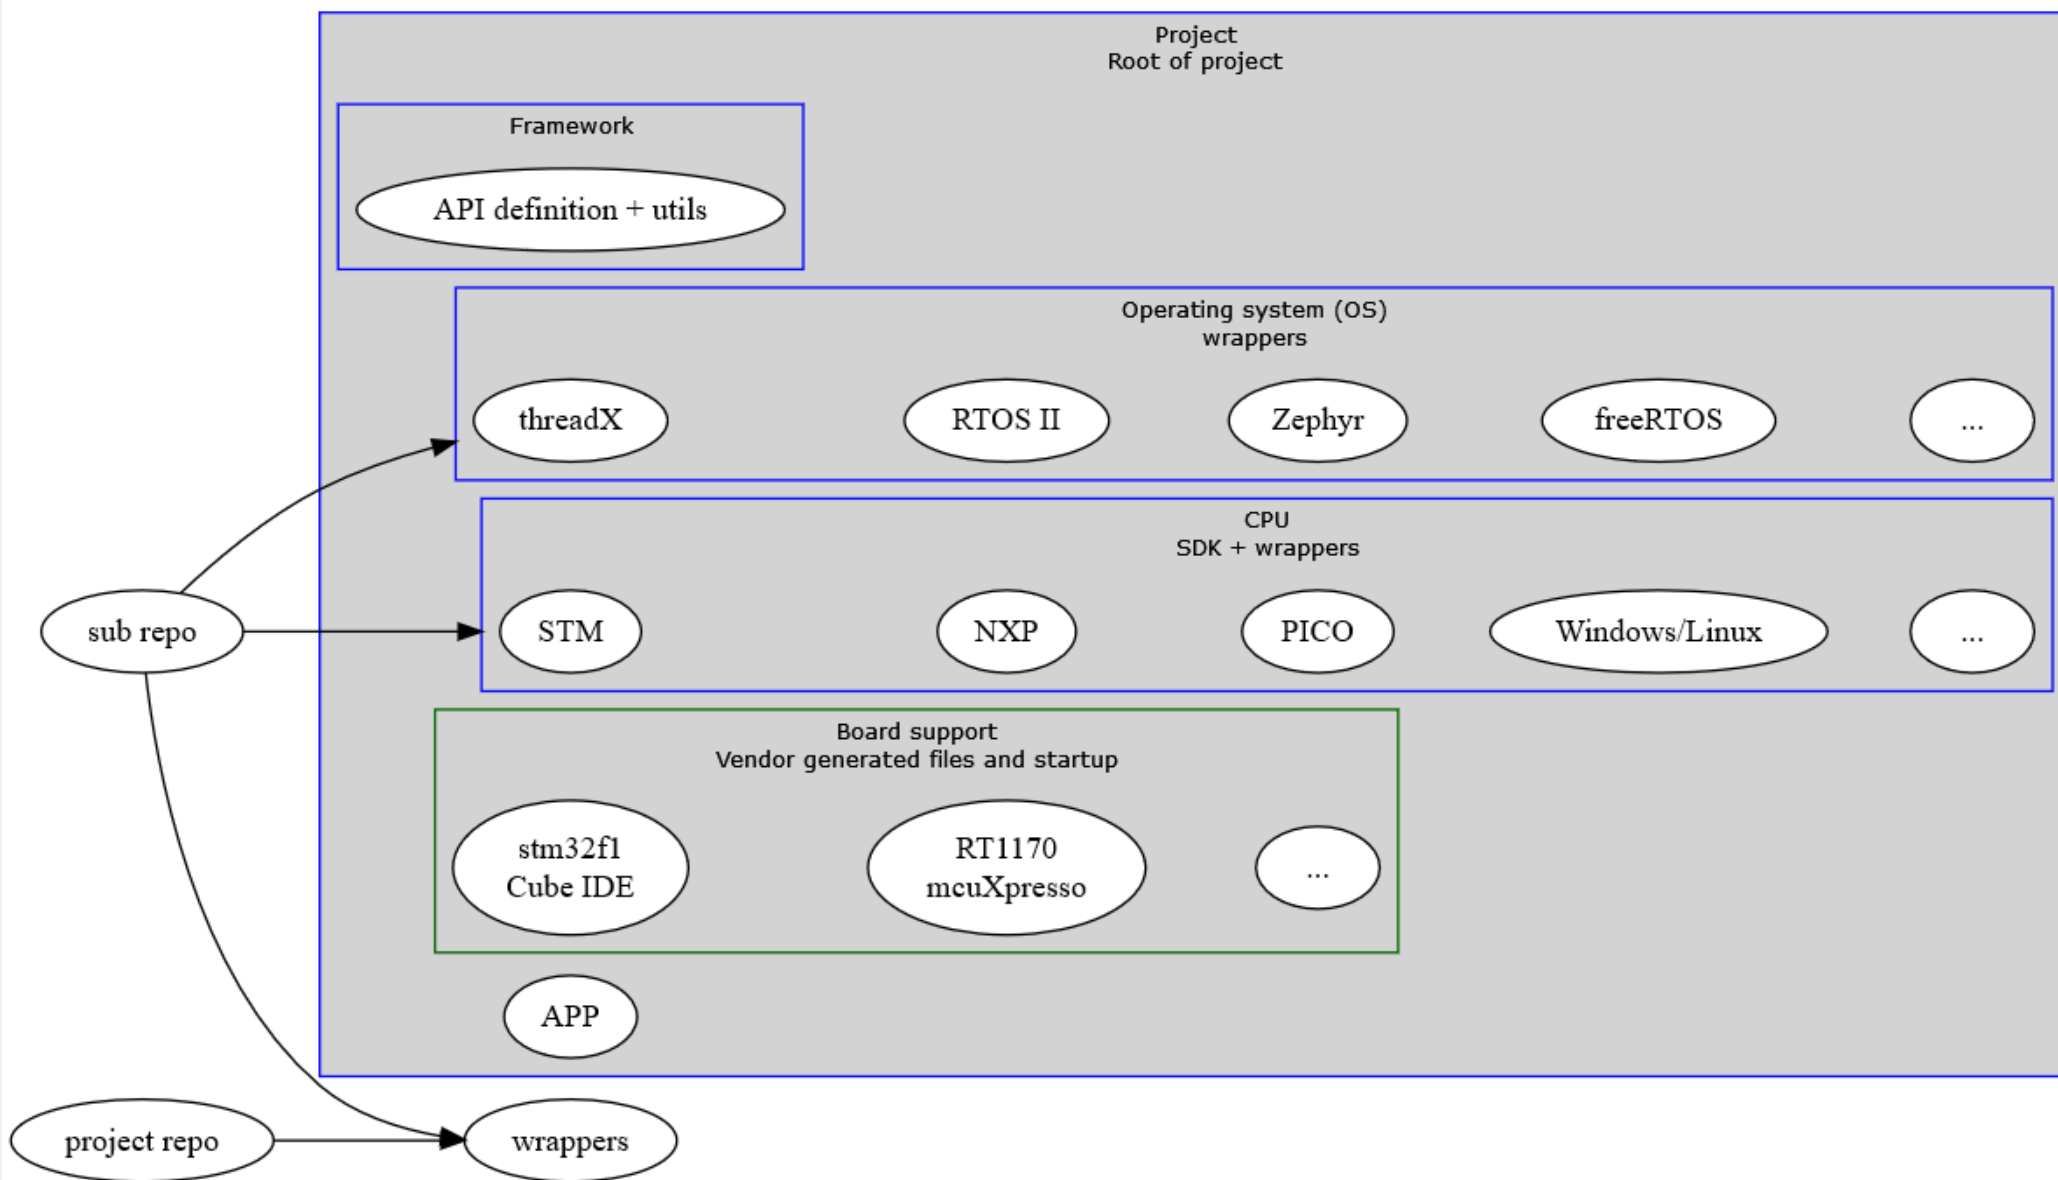 Project
Root of project
Framework
API definition + utils
Operating system (OS)
wrappers
threadX
RTOS II
Zephyr
freeRTOS
...
CPU
SDK + wrappers
sub repo
STM
NXP
PICO
Windows/Linux
...
Board support
Vendor generated files and startup
stm32f1
Cube IDE
RT1170
mcuXpresso
...
APP
project repo
wrappers